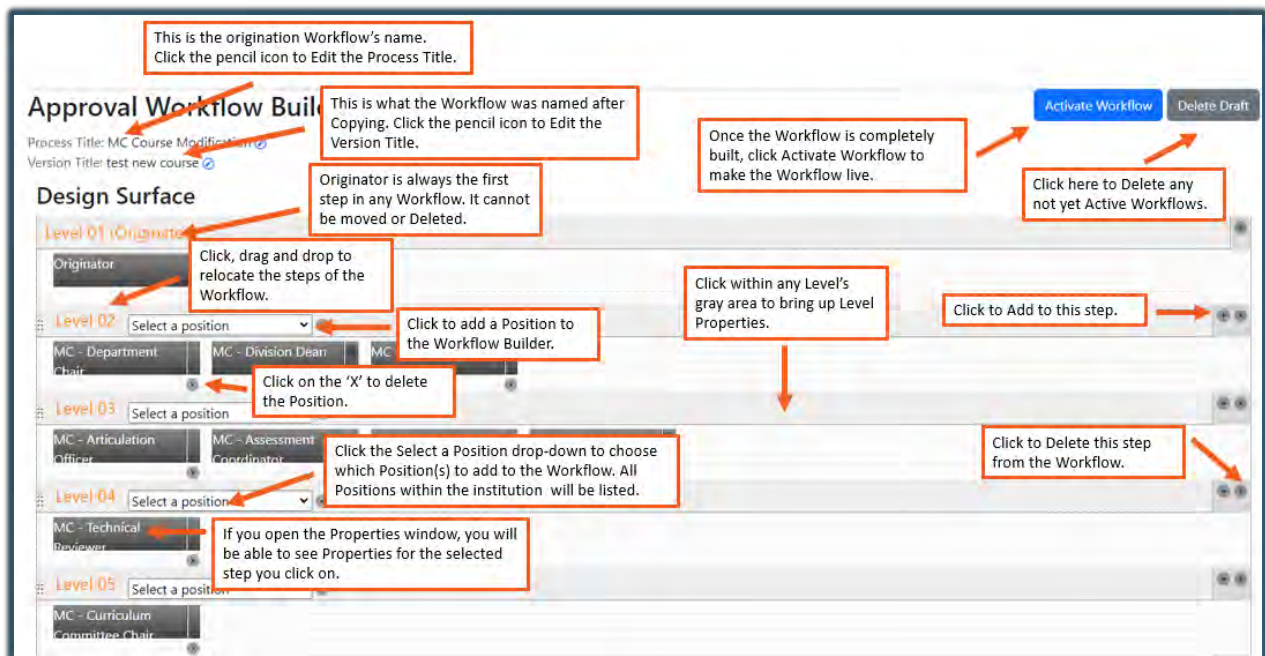 This is the origination Workflow's name.
Click the pencil icon to Edit the Process Title.
Approval Workflow Buil
This is what the Workflow was named after
Copying. Click the pencil icon to Edit the
Version Title.
Activate Workflow
Delete Draft
Process Title: MC Course Modification
Version Title: test new course
Once the Workflow is completely
built, click Activate Workflow to
make the Workflow live.
Click here to Delete any
not yet Active Workflows.
Originator is always the first
step in any Workflow. It cannot
be moved or Deleted.
Design Surface
Level 01 (Originato
Originator
Click, drag and drop to
relocate the steps of the
Workflow.
Click within any Level's
gray area to bring up Level
Properties.
Click to Add to this step.
Level 02
Select a position
Click to add a Position to
the Workflow Builder.
MC - Department
Chair
MC - Division Dean
MC
Click on the 'X' to delete
the Position.
Level 03
Select a position
MC - Articulation
Officer
MC - Assessment
Coordinator
Click the Select a Position drop-down to choose
which Position(s) to add to the Workflow. All
Positions within the institution will be listed.
Click to Delete this step
from the Workflow.
Level 04
Select a position
MC - Technical
Reviewer
If you open the Properties window, you will
be able to see Properties for the selected
step you click on.
Level 05
Select a position
MC - Curriculum
Committee Chair